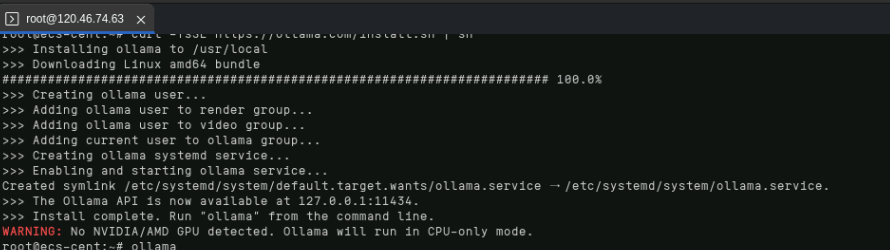 root@120.46.74.63
root@ecs-cent:~# curl -fsSL https://ollama.com/install.sh | sh
>>> Installing ollama to /usr/local
>>> Downloading Linux amd64 bundle
######################################################################## 100.0%
>>> Creating ollama user...
>>> Adding ollama user to render group...
>>> Adding ollama user to video group...
>>> Adding current user to ollama group...
>>> Creating ollama systemd service...
>>> Enabling and starting ollama service...
Created symlink /etc/systemd/system/default.target.wants/ollama.service → /etc/systemd/system/ollama.service.
>>> The Ollama API is now available at 127.0.0.1:11434.
>>> Install complete. Run "ollama" from the command line.
WARNING: No NVIDIA/AMD GPU detected. Ollama will run in CPU-only mode.
root@ecs-cent:~# ollama